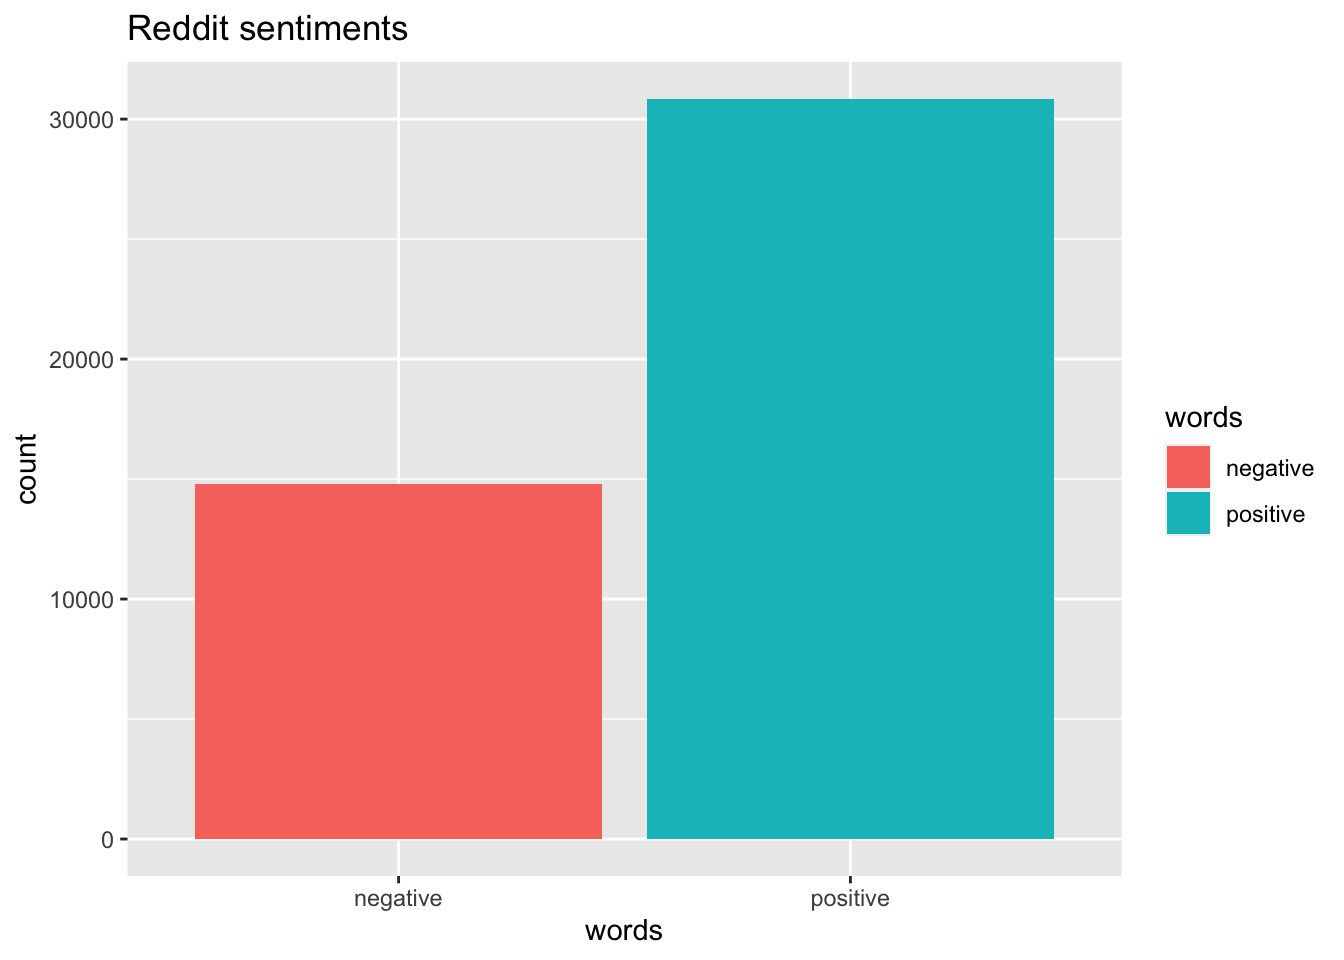 Reddit sentiments
count
30000
20000
10000
0
negative positive
words
words
negative
positive